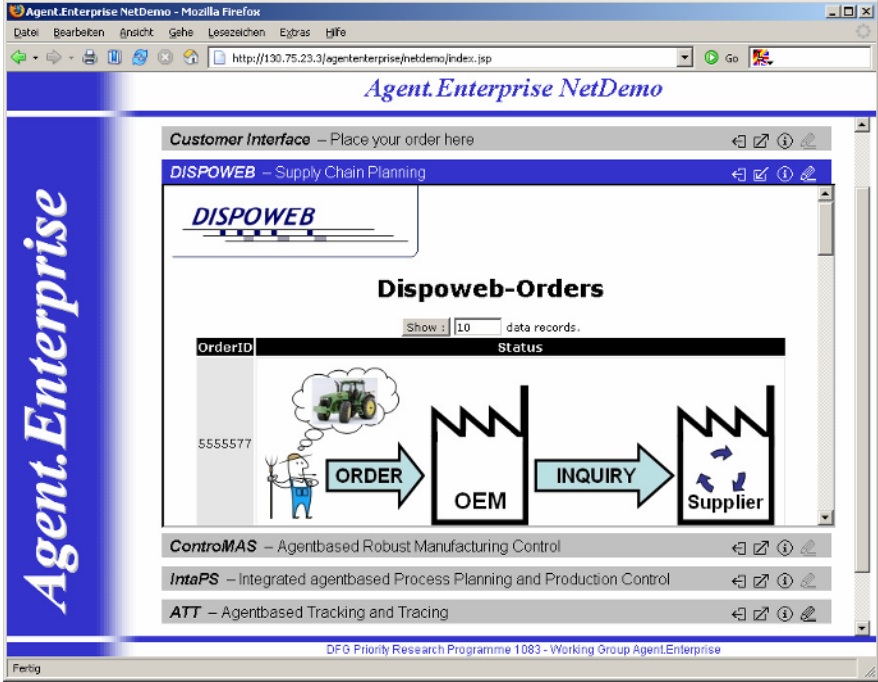 Agent.Enterprise NetDemo - Mozilla Firefox
Datei Bearbeiten Ansicht Gehe Lesezeichen Extras Hilfe
http://130.75.23.3/agententerprise/netdemo/index.jsp Go
Agent.Enterprise NetDemo
Agent.Enterprise
Customer Interface – Place your order here
DISPOWEB – Supply Chain Planning
DISPOWEB
Dispoweb-Orders
Show : 10 data records.
OrderID Status
5555577
ORDER
OEM
INQUIRY
Supplier
ControMAS – Agentbased Robust Manufacturing Control
IntaPS – Integrated agentbased Process Planning and Production Control
ATT – Agentbased Tracking and Tracing
DFG Priority Research Programme 1083 - Working Group Agent.Enterprise
Fertig